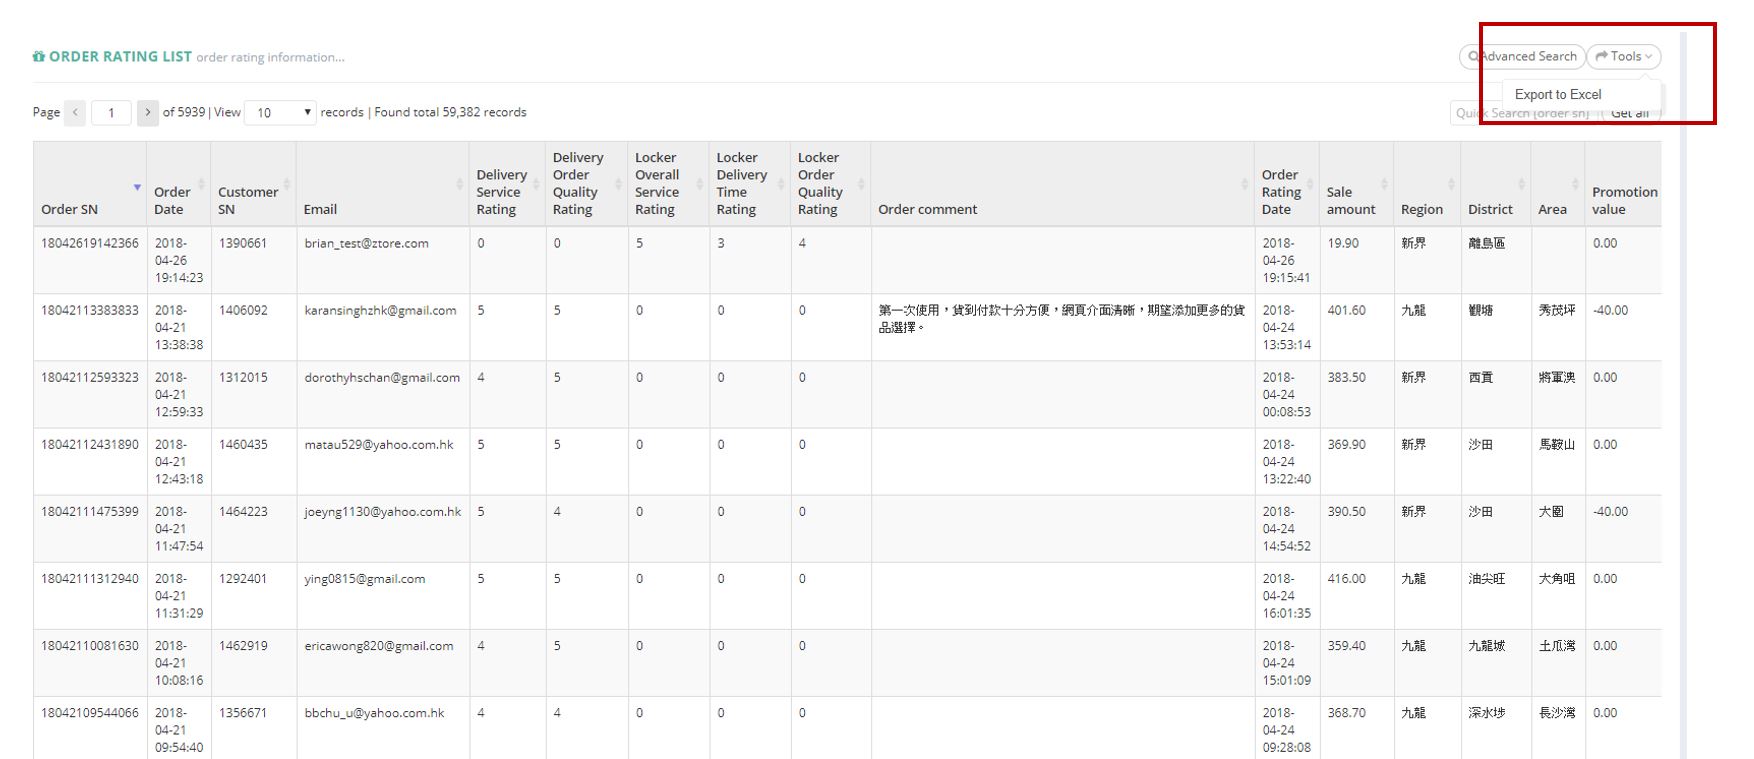 ORDER RATING LIST order rating information...
Advanced Search Tools
Export to Excel
Page 1 of 5939 | View 10 records | Found total 59,382 records
Quick Search [order sn] Get all
Order SN Order Date Customer SN Email Delivery Service Rating Delivery Order Quality Rating Locker Overall Service Rating Locker Delivery Time Rating Locker Order Quality Rating Order comment Order Rating Date Sale amount Region District Area Promotion value
18042619142366 2018-04-26 19:14:23 1390661 brian_test@ztore.com 0 0 5 3 4 2018-04-26 19:15:41 19.90 新界 離島區 0.00
18042113383833 2018-04-21 13:38:38 1406092 karansinghzhk@gmail.com 5 5 0 0 0 第一次使用，貨到付款十分方便，網頁介面清晰，期望添加更多的貨品選擇。 2018-04-24 13:53:14 401.60 九龍 觀塘 秀茂坪 -40.00
18042112593323 2018-04-21 12:59:33 1312015 dorothyhschan@gmail.com 4 5 0 0 0 2018-04-24 00:08:53 383.50 新界 西貢 將軍澳 0.00
18042112431890 2018-04-21 12:43:18 1460435 matau529@yahoo.com.hk 5 5 0 0 0 2018-04-24 13:22:40 369.90 新界 沙田 馬鞍山 0.00
18042111475399 2018-04-21 11:47:54 1464223 joeyng1130@yahoo.com.hk 5 4 0 0 0 2018-04-24 14:54:52 390.50 新界 沙田 大圍 -40.00
18042111312940 2018-04-21 11:31:29 1292401 ying0815@gmail.com 5 5 0 0 0 2018-04-24 16:01:35 416.00 九龍 油尖旺 大角咀 0.00
18042110081630 2018-04-21 10:08:16 1462919 ericawong820@gmail.com 4 5 0 0 0 2018-04-24 15:01:09 359.40 九龍 九龍城 土瓜灣 0.00
18042109544066 2018-04-21 09:54:40 1356671 bbchu_u@yahoo.com.hk 4 4 0 0 0 2018-04-24 09:28:08 368.70 九龍 深水埗 長沙灣 0.00